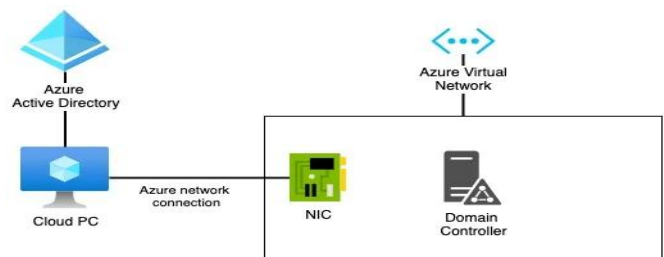 Azure
Active Directory
Azure Virtual
Network
Azure network
connection
Cloud PC
NIC
Domain
Controller